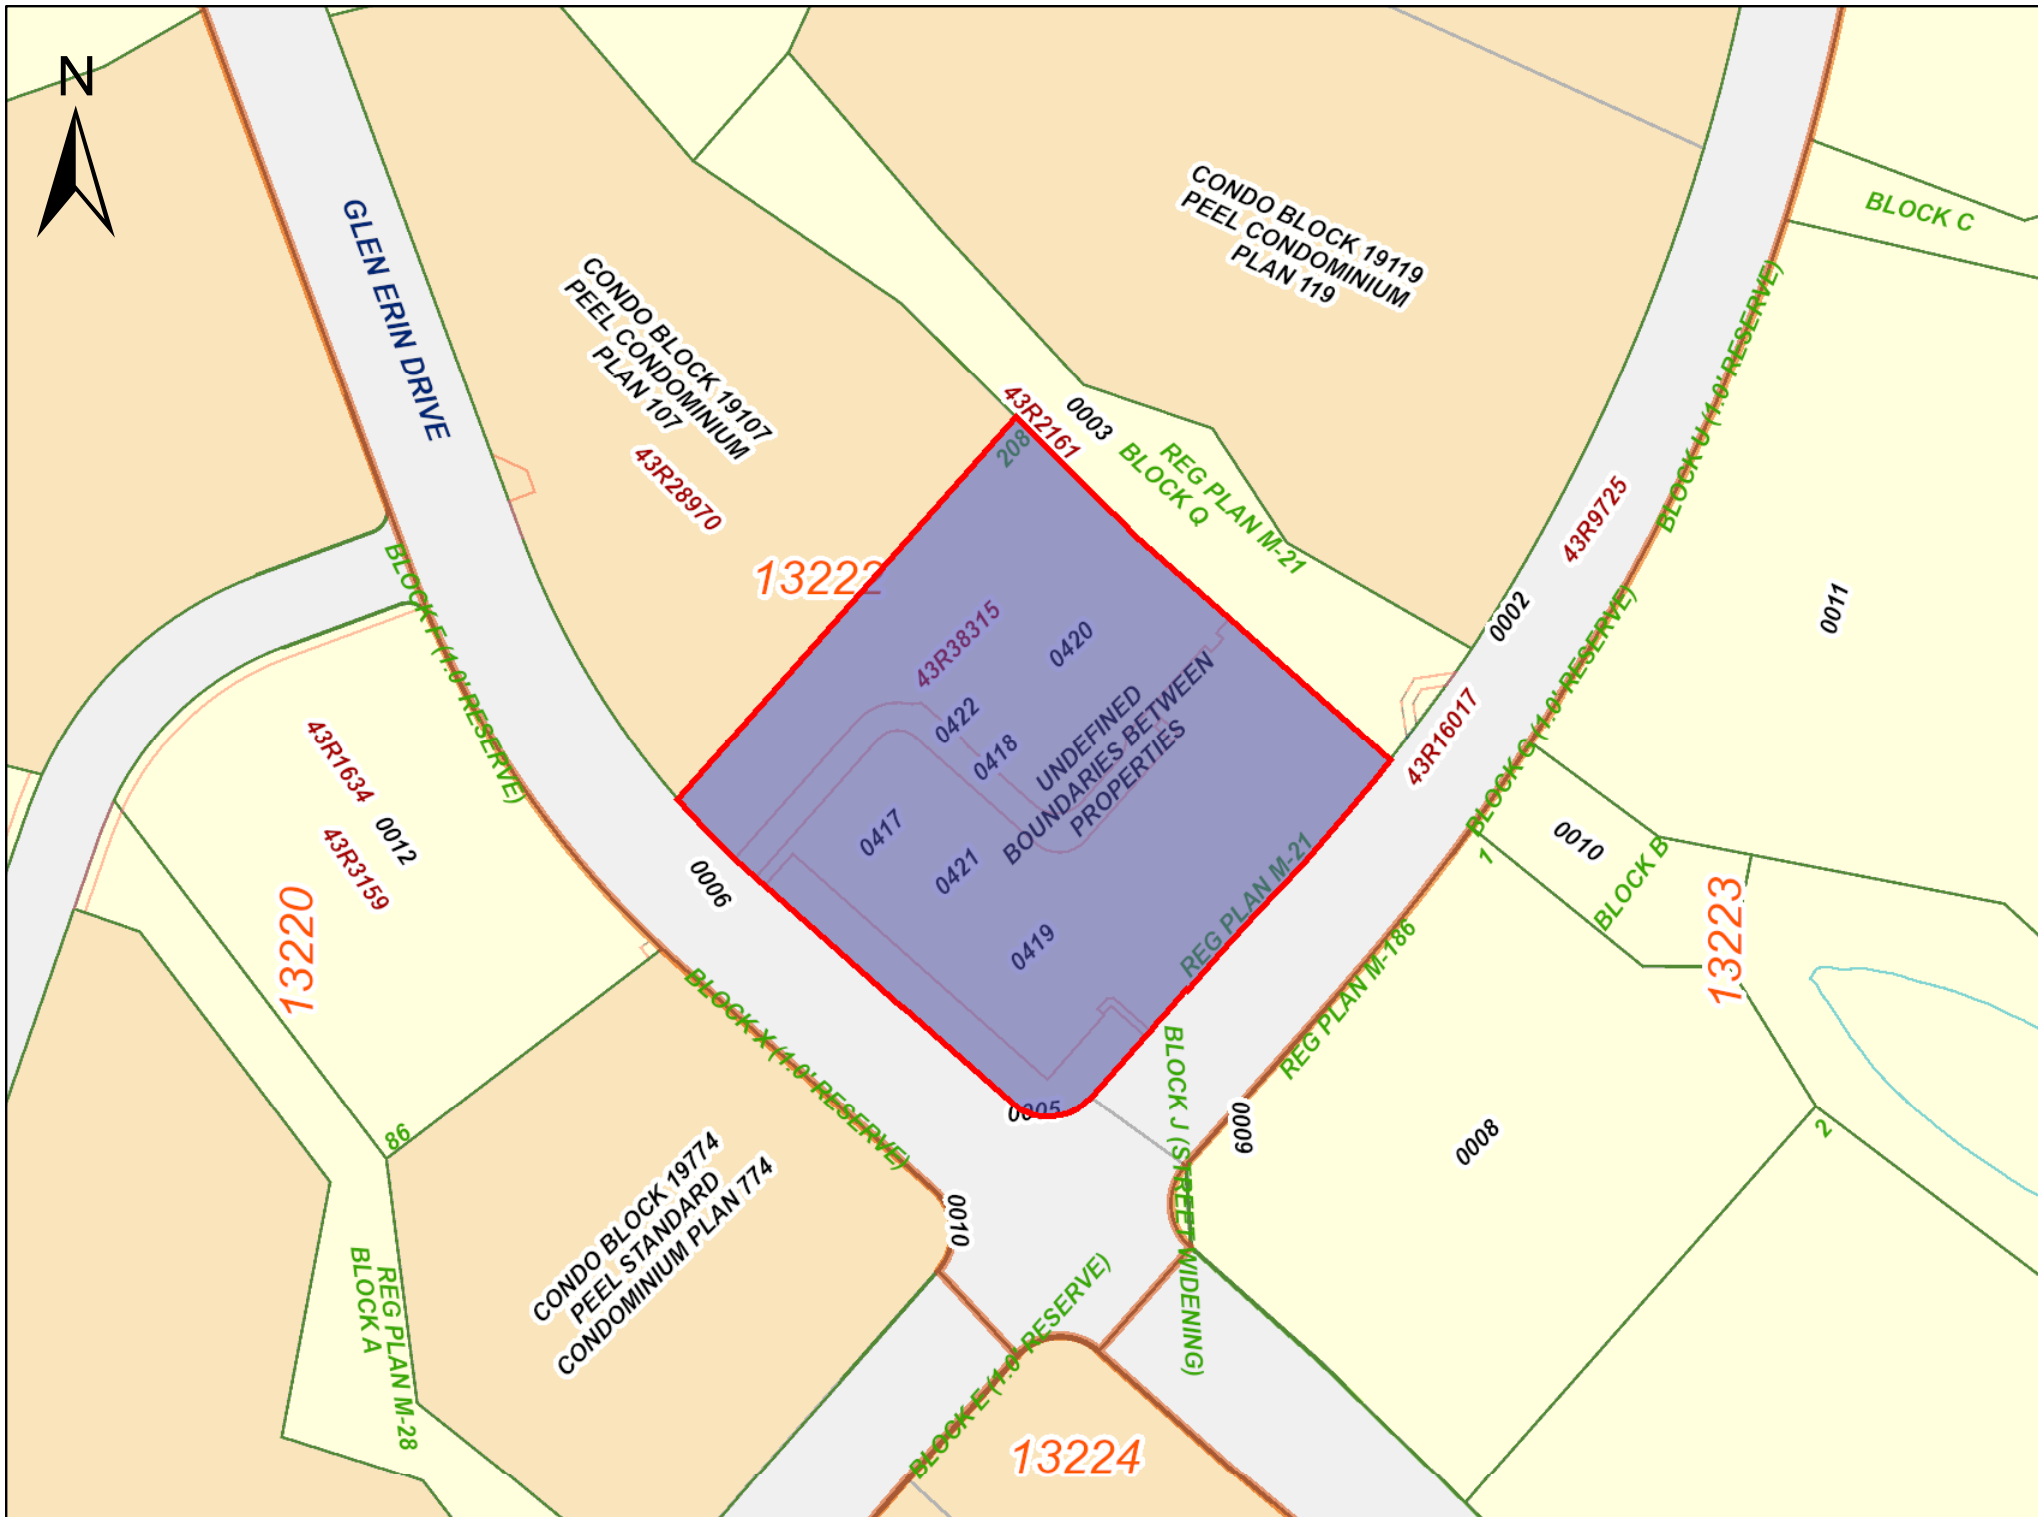 N
GLEN ERIN DRIVE
CONDO BLOCK 19119
PEEL CONDOMINIUM
PLAN 119
BLOCK C
CONDO BLOCK 19107
PEEL CONDOMINIUM
PLAN 107
43R28970
43R2161
0003
208
REG PLAN M-21
BLOCK Q
BLOCK U (1.0' RESERVE)
43R9725
13222
0002
0011
BLOCK F (1.0' RESERVE)
43R38315
0420
0422
0418
UNDEFINED
BOUNDARIES BETWEEN
PROPERTIES
0417
0421
0419
REG PLAN M-21
43R16017
BLOCK G (1.0' RESERVE)
1
0010
BLOCK B
13223
43R1634
0012
43R3159
13220
0006
REG PLAN M-186
BLOCK X (1.0' RESERVE)
0005
BLOCK J (STREET WIDENING)
0009
0008
2
86
CONDO BLOCK 19774
PEEL STANDARD
CONDOMINIUM PLAN 774
0010
REG PLAN M-28
BLOCK A
BLOCK E (1.0' RESERVE)
13224